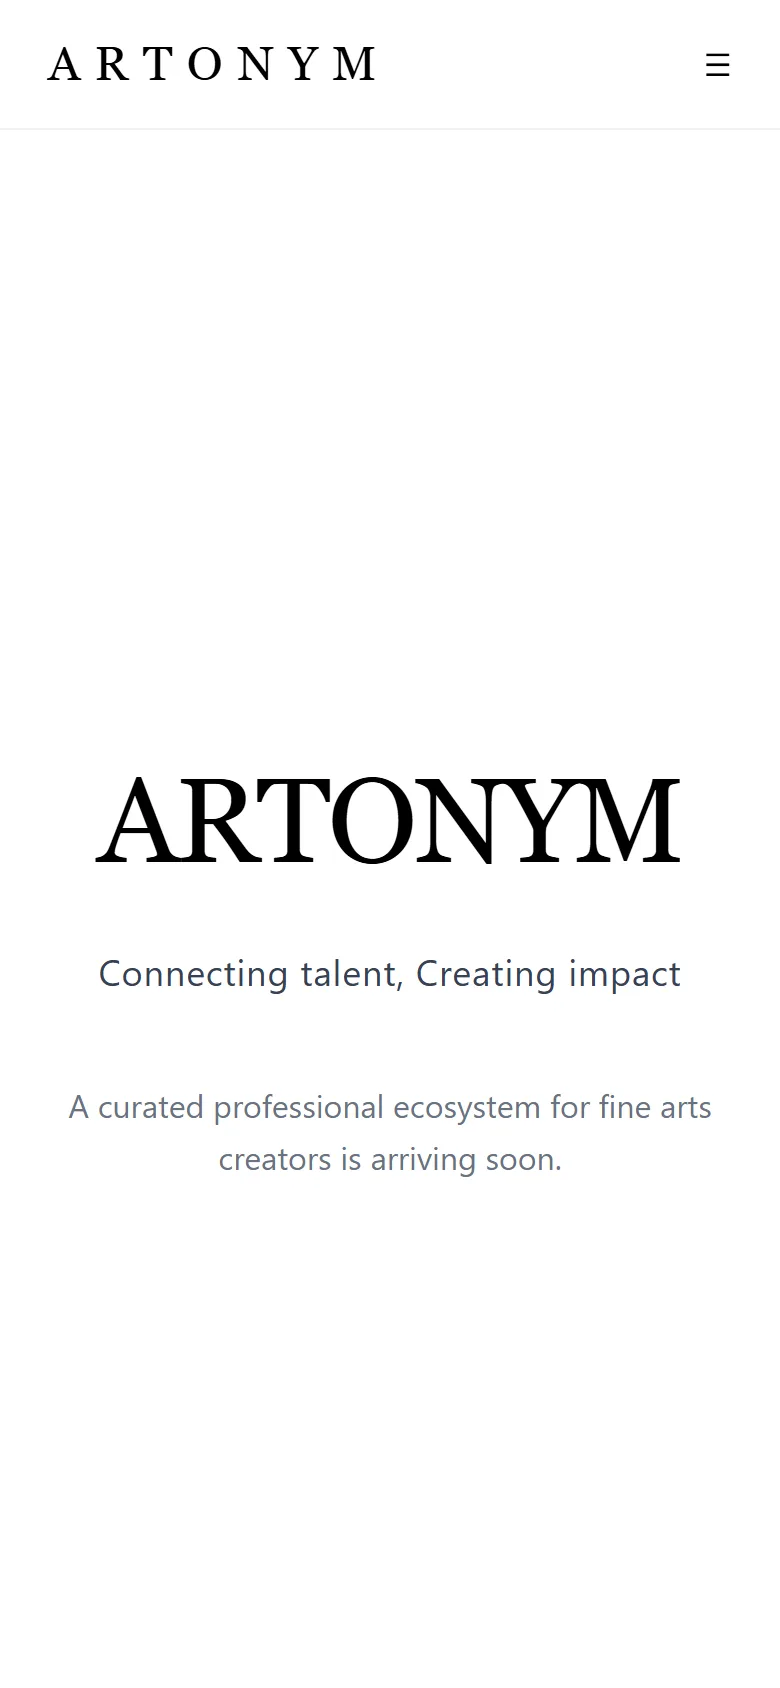 ARTONYM
ARTONYM
Connecting talent, Creating impact
A curated professional ecosystem for fine arts
creators is arriving soon.